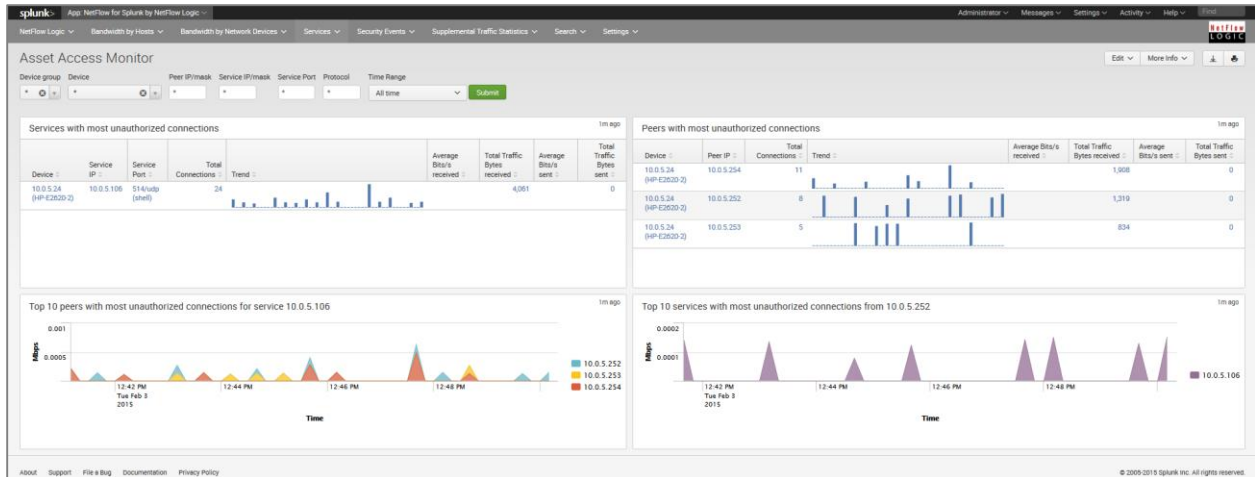 splunk> App: NetFlow for Splunk by NetFlow Logic Administrator Messages Settings Activity Help Find
NetFlow Logic Bandwidth by Hosts Bandwidth by Network Devices Services Security Events Supplemental Traffic Statistics Search Settings
NetFlow
LOGIC
Asset Access Monitor
Edit More Info
Device group Device Peer IP/mask Service IP/mask Service Port Protocol Time Range
* * * * * * All time Submit
Services with most unauthorized connections 1m ago
Device Service IP Service Port Total Connections Trend Average Bits/s received Total Traffic Bytes received Average Bits/s sent Total Traffic Bytes sent
10.0.5.24 10.0.5.106 514/udp 24 4,061 0
(HP-E2620-2) (shell)
Peers with most unauthorized connections 1m ago
Device Peer IP Total Connections Trend Average Bits/s received Total Traffic Bytes received Average Bits/s sent Total Traffic Bytes sent
10.0.5.24 10.0.5.254 11 1,908 0
(HP-E2620-2)
10.0.5.24 10.0.5.252 8 1,319 0
(HP-E2620-2)
10.0.5.24 10.0.5.253 5 834 0
(HP-E2620-2)
Top 10 peers with most unauthorized connections for service 10.0.5.106 1m ago
Mbps
0.001
0.0005
12:42 PM 12:44 PM 12:46 PM 12:48 PM
Tue Feb 3
2015
Time
10.0.5.252
10.0.5.253
10.0.5.254
Top 10 services with most unauthorized connections from 10.0.5.252 1m ago
Mbps
0.0002
0.0001
12:42 PM 12:44 PM 12:46 PM 12:48 PM
Tue Feb 3
2015
Time
10.0.5.106
About Support File a Bug Documentation Privacy Policy © 2005-2015 Splunk Inc. All rights reserved.